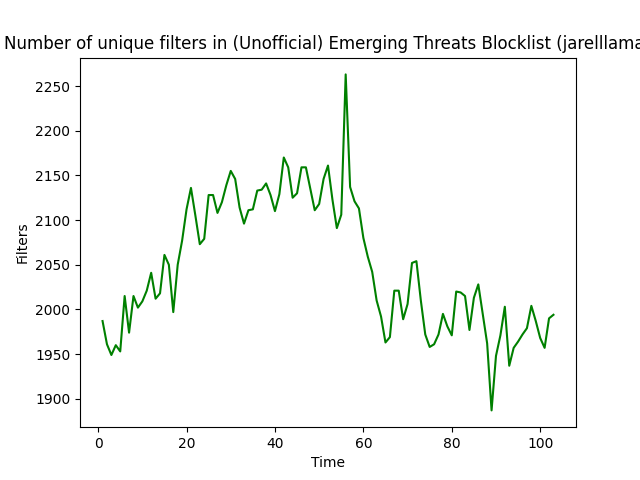 Number of unique filters in (Unofficial) Emerging Threats Blocklist (jarelllama
2250
2200
2150
2100
2050
2000
1950
1900
Filters
0 20 40 60 80 100
Time